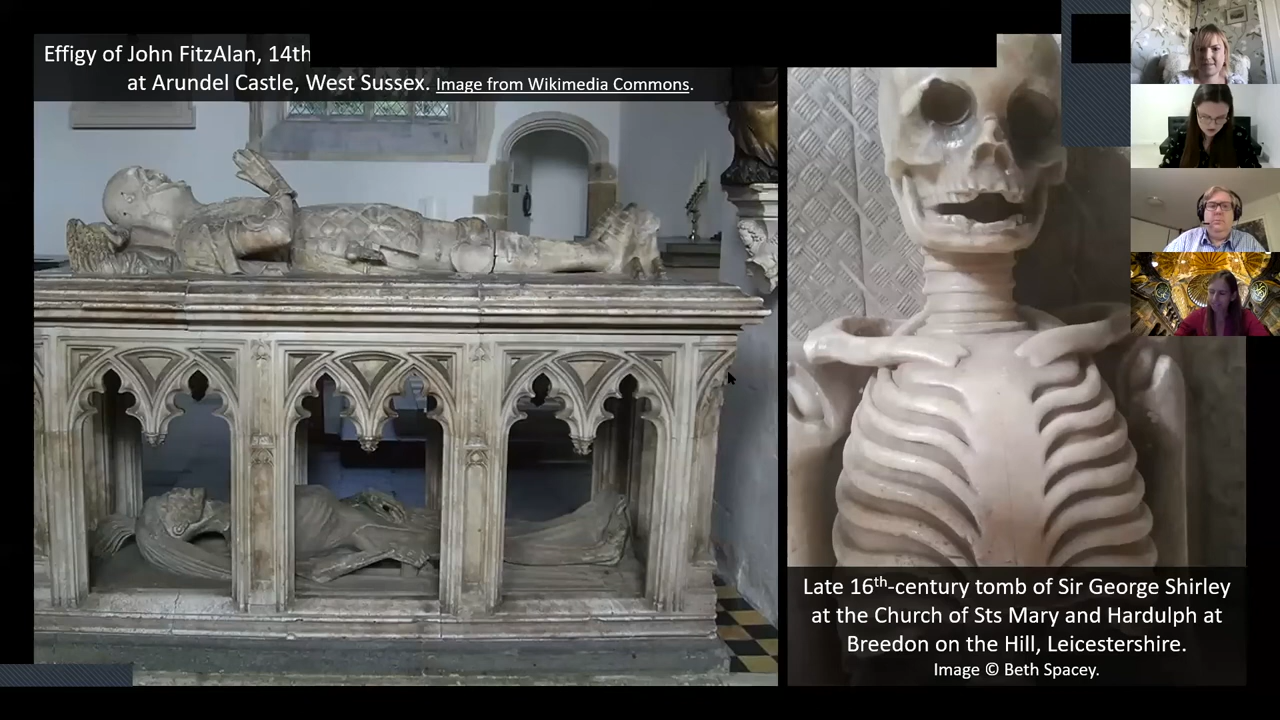 Effigy of John FitzAlan, 14th
at Arundel Castle, West Sussex. Image from Wikimedia Commons.
Late 16th-century tomb of Sir George Shirley
at the Church of Sts Mary and Hardulph at
Breedon on the Hill, Leicestershire.
Image © Beth Spacey.